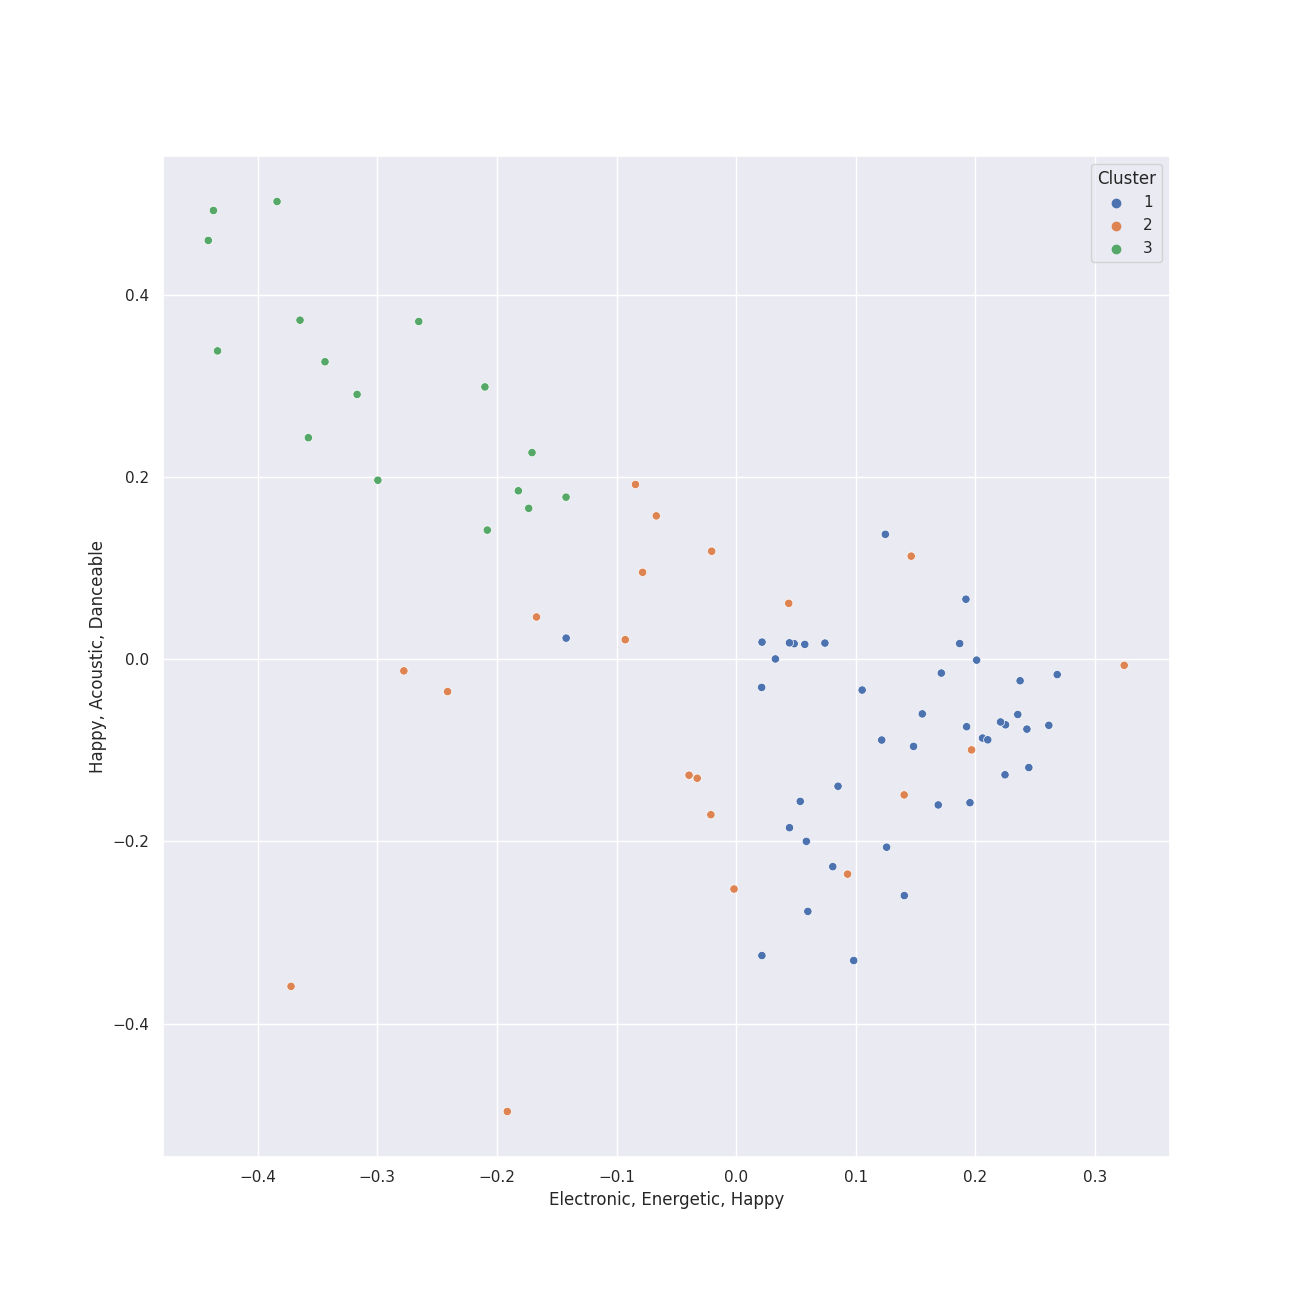 Cluster
1
2
3
0.4
0.2
0.0
−0.2
−0.4
Happy, Acoustic, Danceable
−0.4 −0.3 −0.2 −0.1 0.0 0.1 0.2 0.3
Electronic, Energetic, Happy